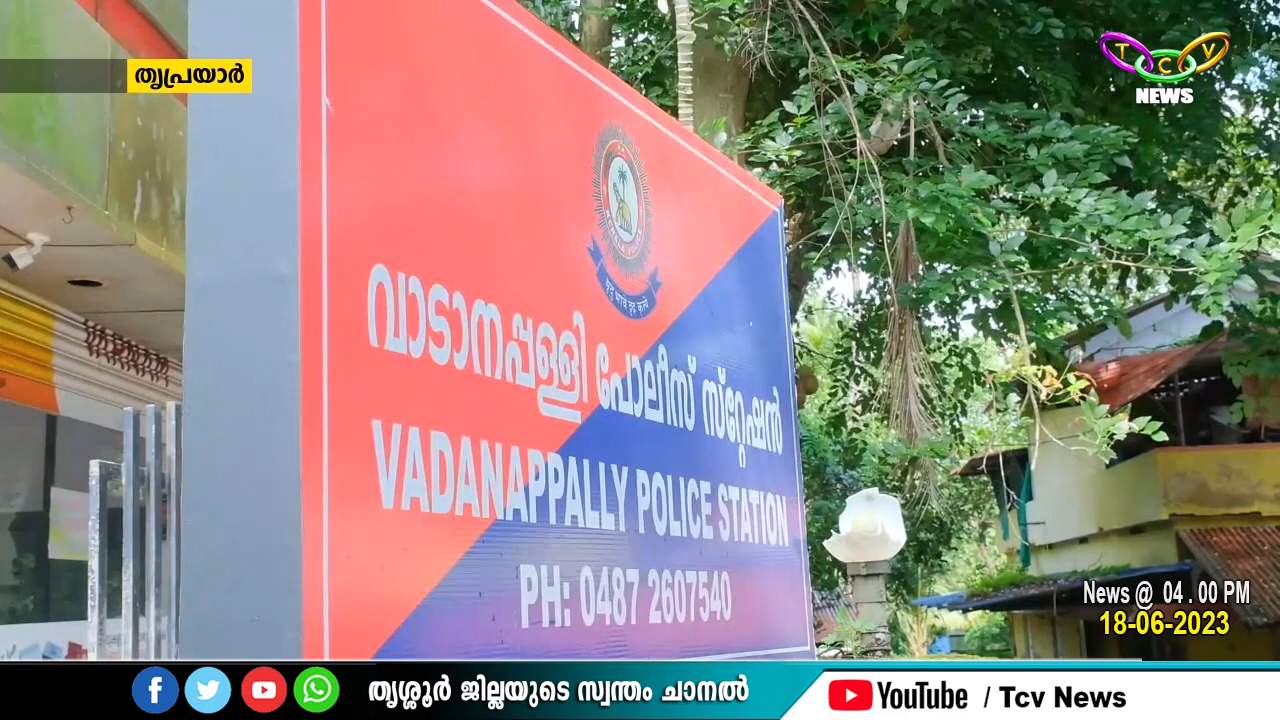 തൃപ്രയാർ
TCV
NEWS
വാടാനപ്പള്ളി പോലീസ് സ്റ്റേഷൻ
VADANAPPALLY POLICE STATION
PH: 0487 2607540
News @ 04 . 00 PM
18-06-2023
തൃശ്ശൂർ ജില്ലയുടെ സ്വന്തം ചാനൽ
YouTube / Tcv News